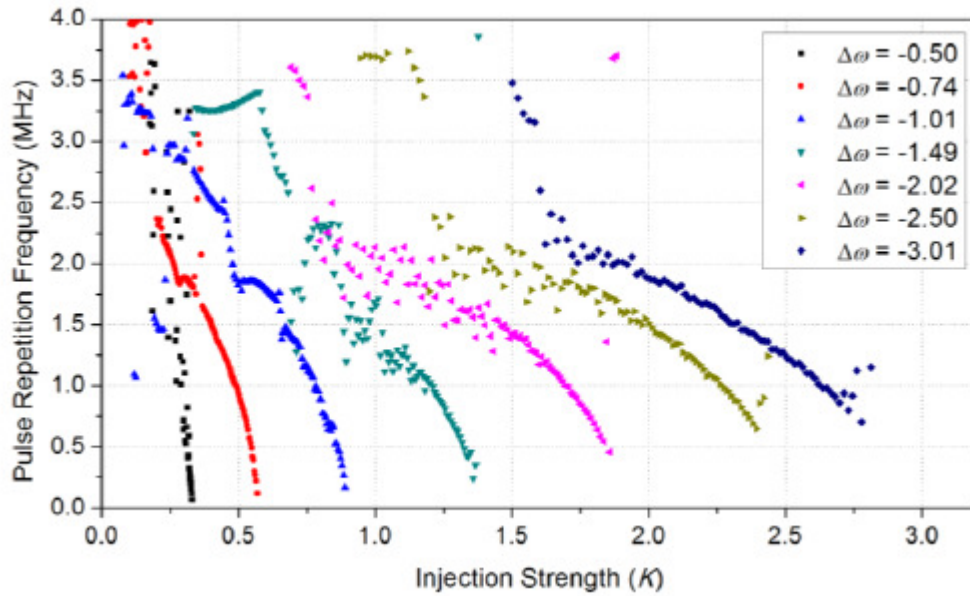 4.0
3.5
3.0
2.5
2.0
1.5
1.0
0.5
0.0
Pulse Repetition Frequency (MHz)
0.0 0.5 1.0 1.5 2.0 2.5 3.0
Injection Strength (K)
Δω = -0.50
Δω = -0.74
Δω = -1.01
Δω = -1.49
Δω = -2.02
Δω = -2.50
Δω = -3.01